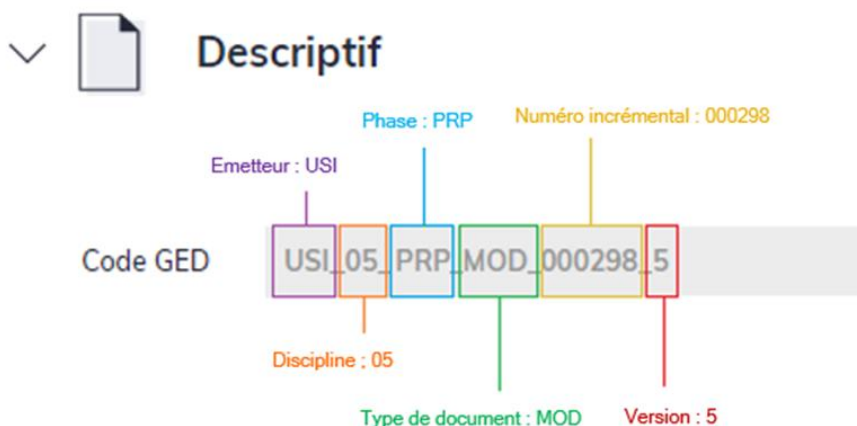 Descriptif
Phase : PRP
Numéro incrémental : 000298
Emetteur : USI
Code GED
USI_05_PRP_MOD_000298_5
Discipline : 05
Type de document : MOD
Version : 5